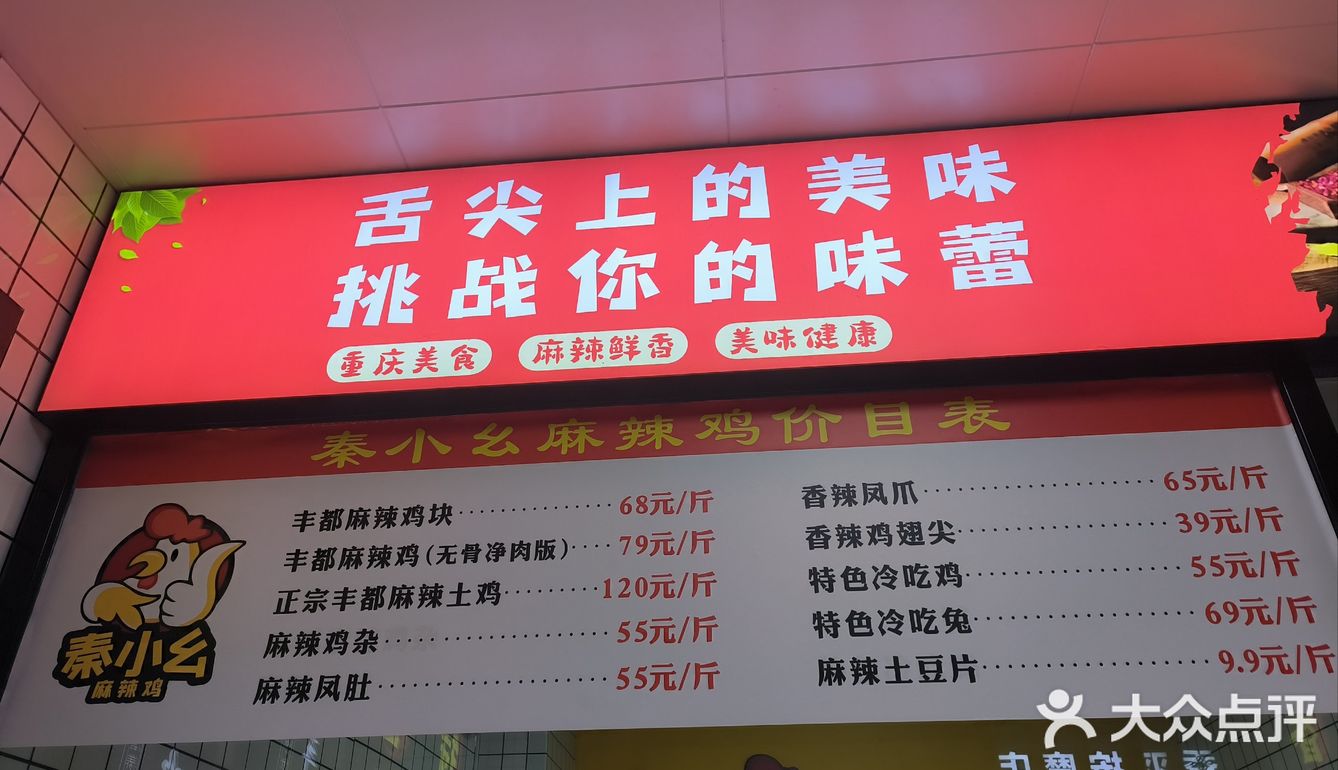 舌尖上的美味
挑战你的味蕾
重庆美食 麻辣鲜香 美味健康
秦小幺麻辣鸡价目表
丰都麻辣鸡块 68元/斤
丰都麻辣鸡(无骨净肉版) 79元/斤
正宗丰都麻辣土鸡 120元/斤
麻辣鸡杂 55元/斤
麻辣凤肚 55元/斤
香辣凤爪 65元/斤
香辣鸡翅尖 39元/斤
特色冷吃鸡 55元/斤
特色冷吃兔 69元/斤
麻辣土豆片 9.9元/斤
秦小幺
麻辣鸡
大众点评